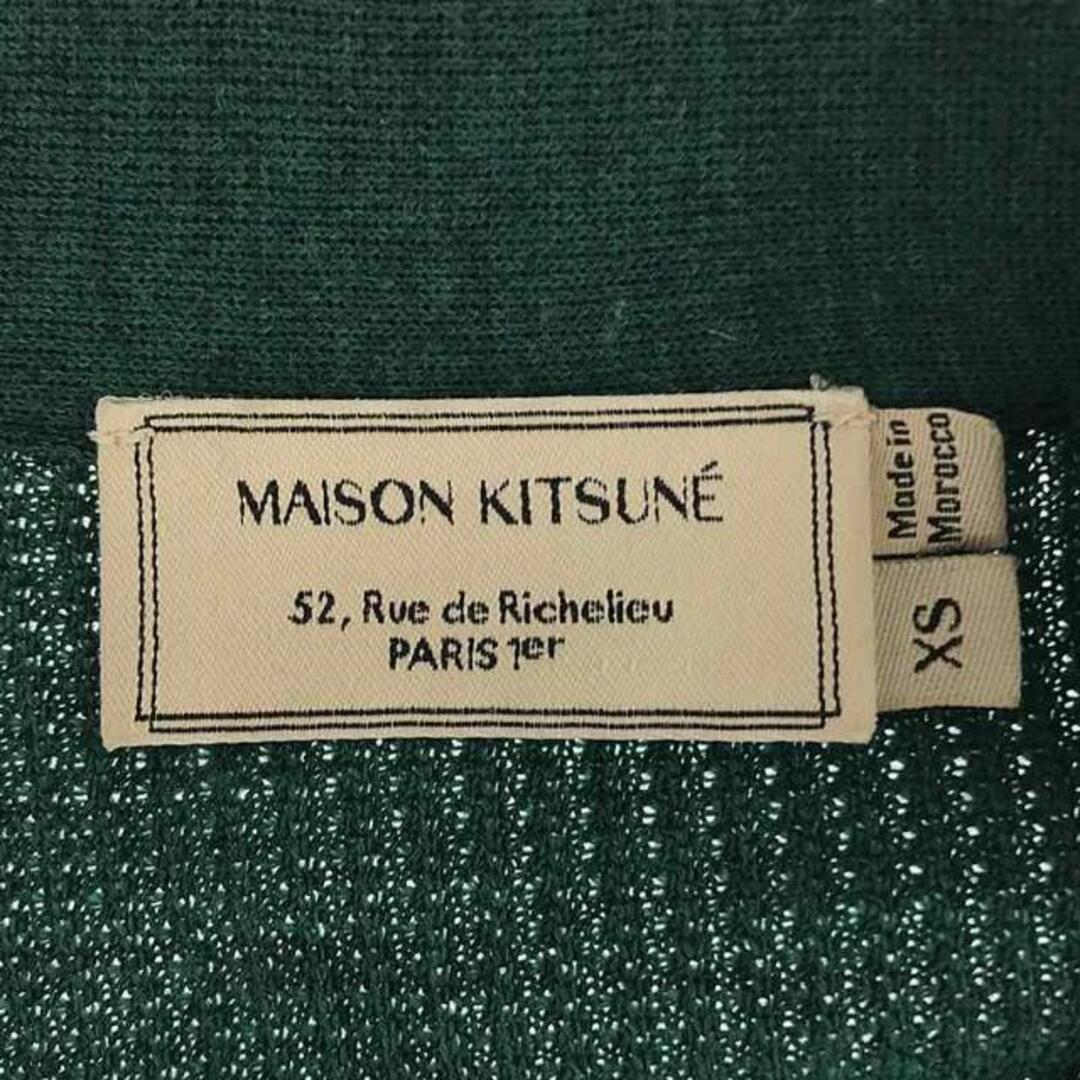 MAISON KITSUNÉ
52, Rue de Richelieu
PARIS 1er
Made in
Morocco
XS